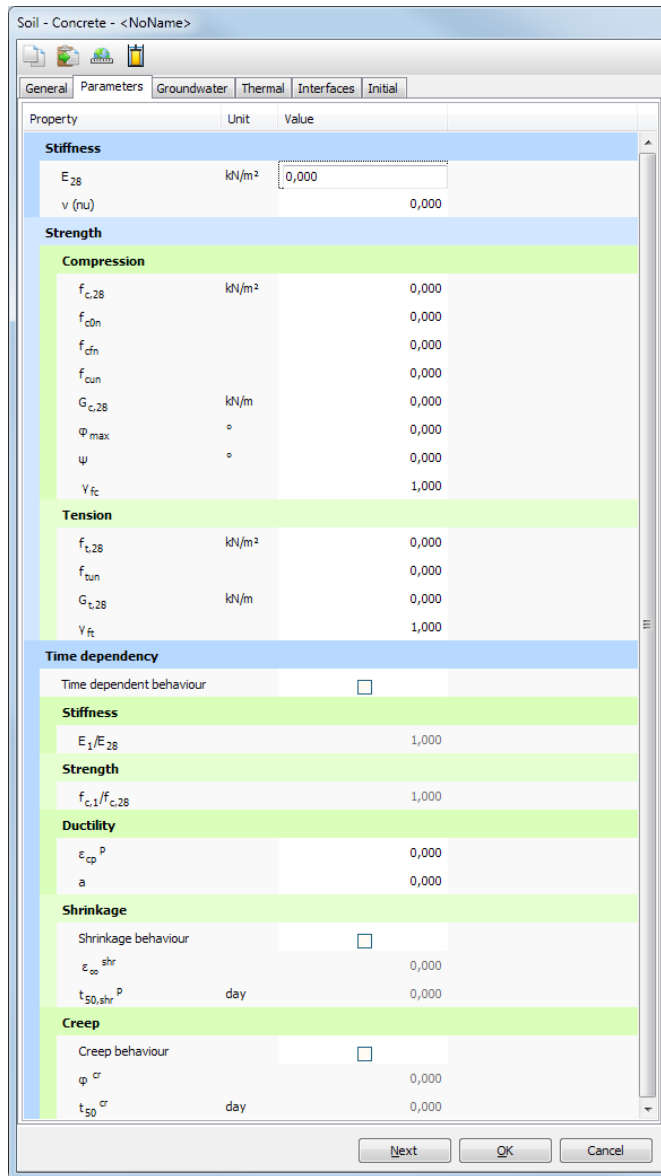 Soil - Concrete - <NoName>
General Parameters Groundwater Thermal Interfaces Initial
Property Unit Value
Stiffness
E28 kN/m² 0,000
v (nu) 0,000
Strength
Compression
fc,28 kN/m² 0,000
fc0n 0,000
fcfn 0,000
fcun 0,000
Gc,28 kN/m 0,000
φmax ° 0,000
ψ ° 0,000
γfc 1,000
Tension
ft,28 kN/m² 0,000
ftun 0,000
Gt,28 kN/m 0,000
γft 1,000
Time dependency
Time dependent behaviour
Stiffness
E1/E28 1,000
Strength
fc,1/fc,28 1,000
Ductility
εcp p 0,000
a 0,000
Shrinkage
Shrinkage behaviour
ε∞ shr 0,000
t50,shr p day 0,000
Creep
Creep behaviour
φ cr 0,000
t50 cr day 0,000
Next OK Cancel